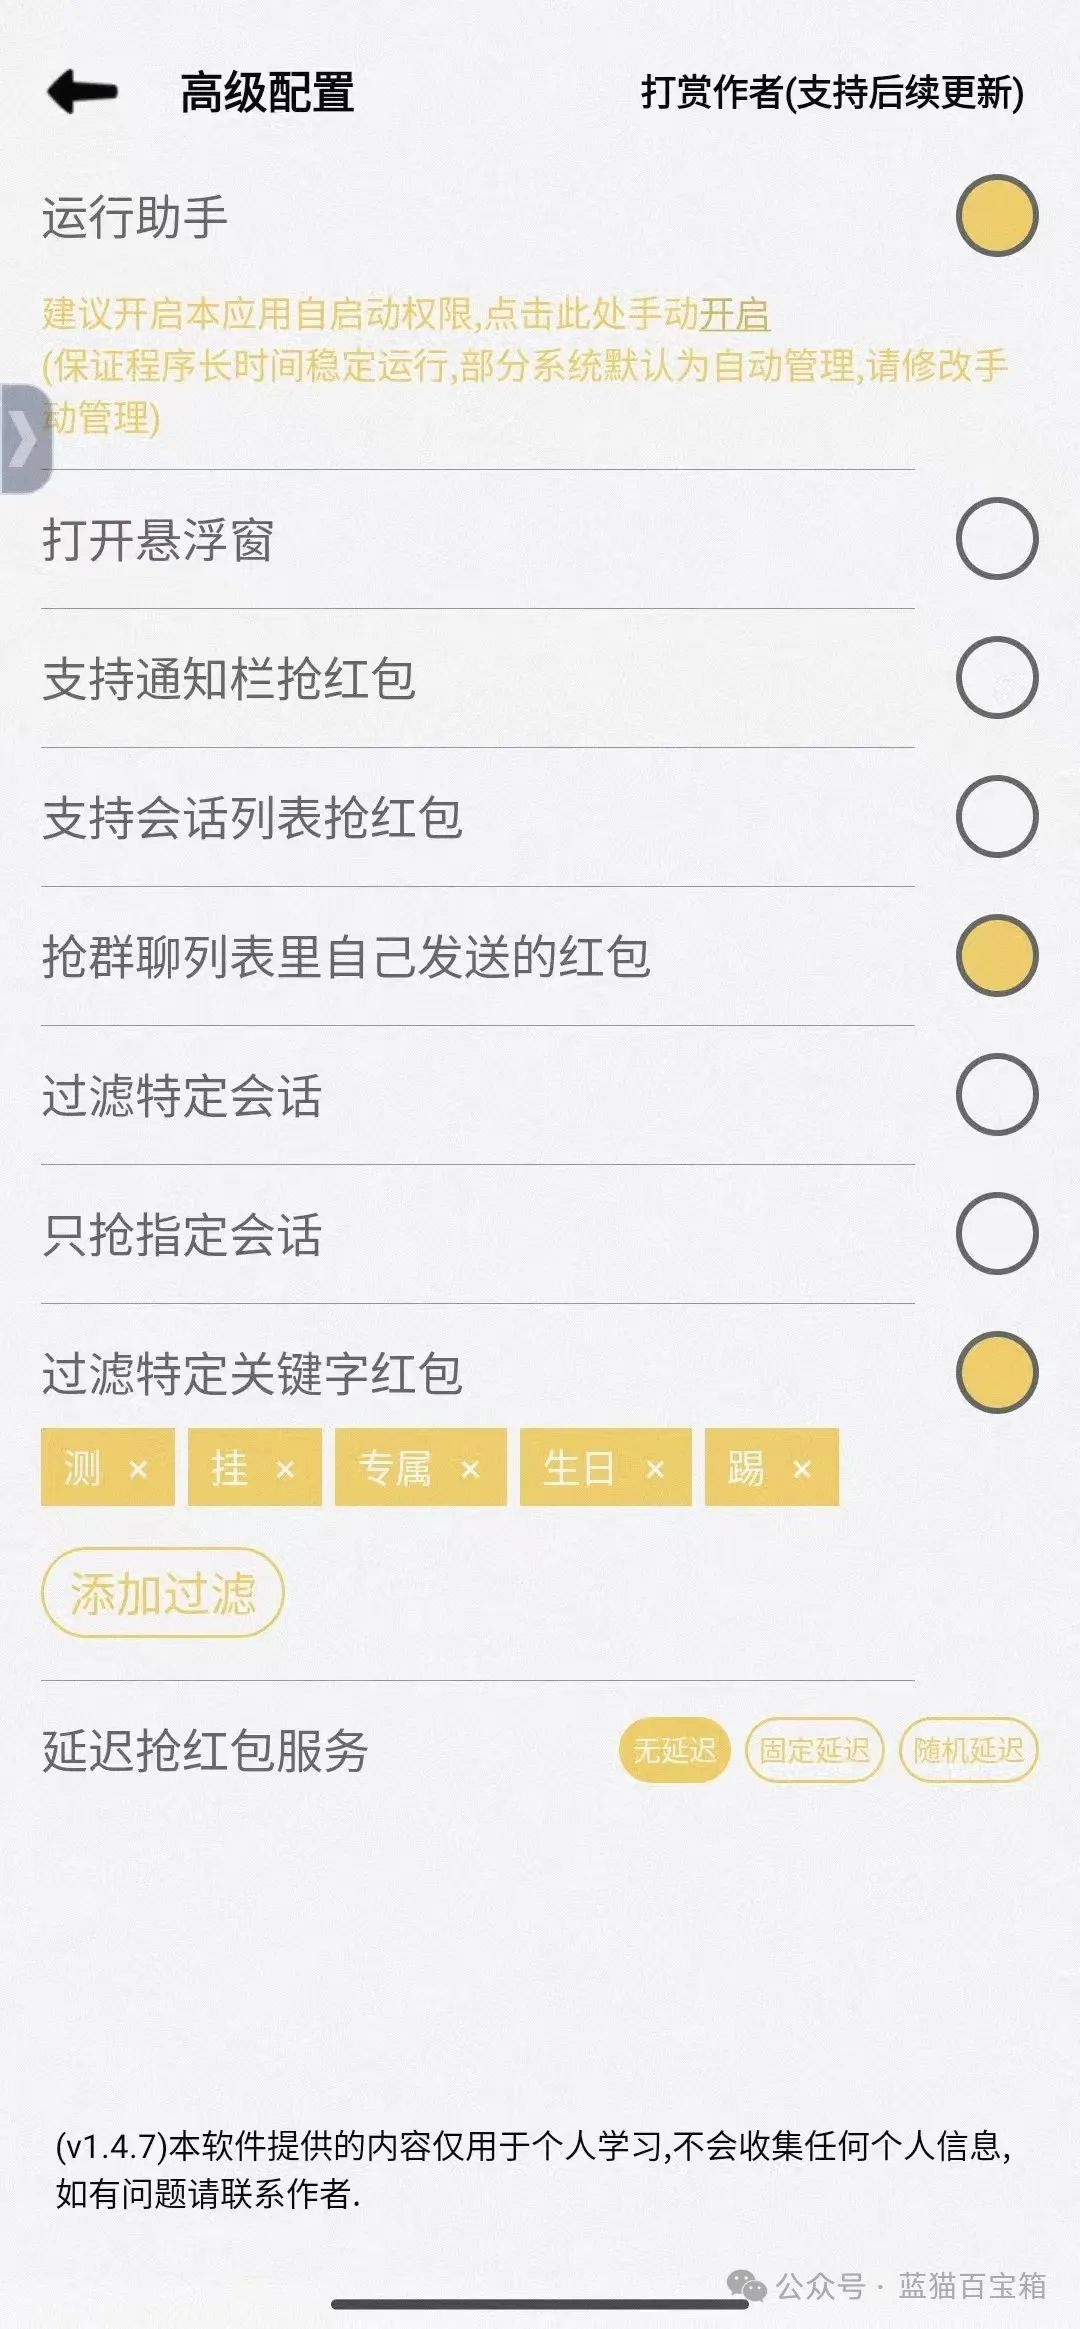 高级配置 打赏作者(支持后续更新)
运行助手
建议开启本应用自启动权限,点击此处手动开启
(保证程序长时间稳定运行,部分系统默认为自动管理,请修改手
动管理)
打开悬浮窗
支持通知栏抢红包
支持会话列表抢红包
抢群聊列表里自己发送的红包
过滤特定会话
只抢指定会话
过滤特定关键字红包
测 × 挂 × 专属 × 生日 × 踢 ×
添加过滤
延迟抢红包服务 无延迟 固定延迟 随机延迟
(v1.4.7)本软件提供的内容仅用于个人学习,不会收集任何个人信息,
如有问题请联系作者.
公众号 · 蓝猫百宝箱